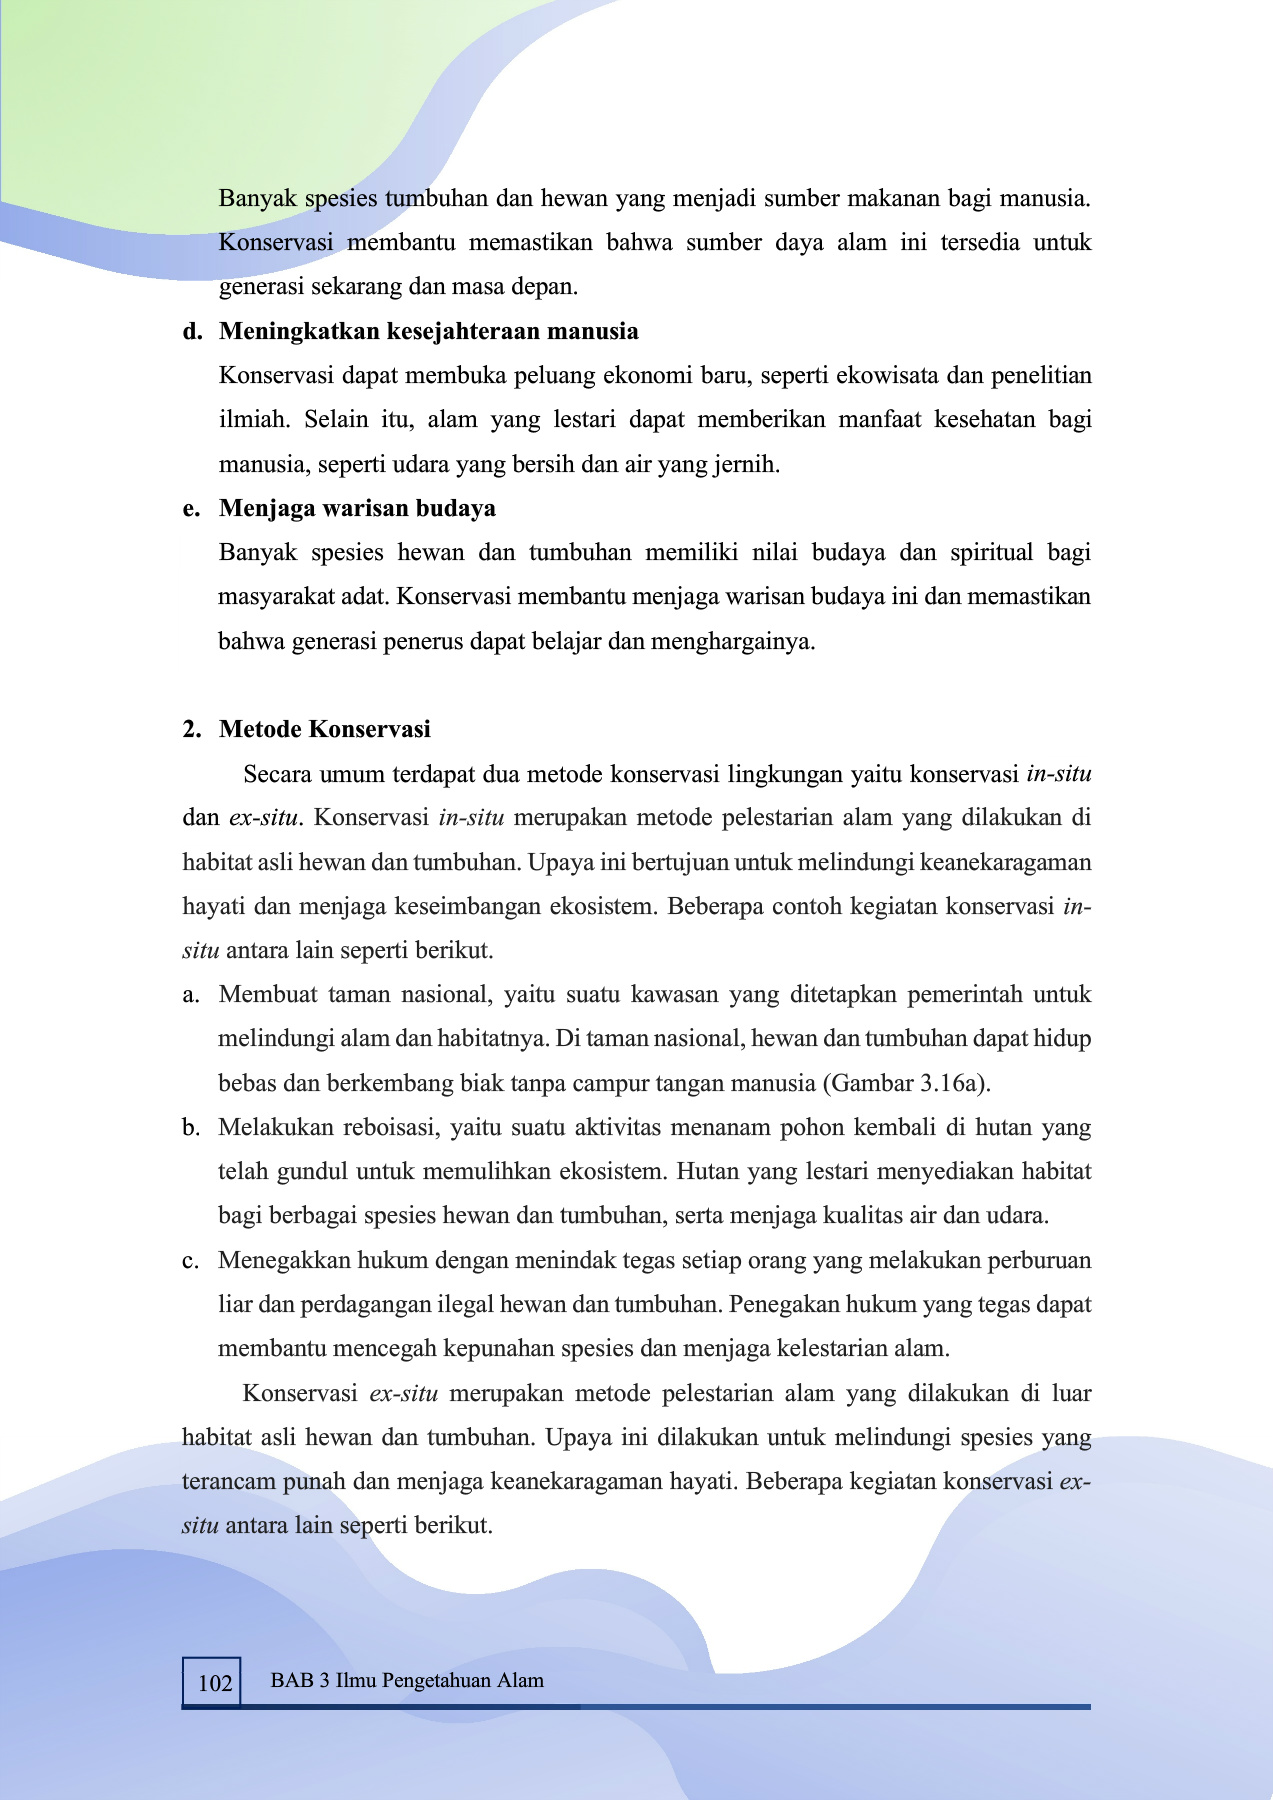 Banyak spesies tumbuhan dan hewan yang menjadi sumber makanan bagi manusia.
Konservasi membantu memastikan bahwa sumber daya alam ini tersedia untuk
generasi sekarang dan masa depan.
d. Meningkatkan kesejahteraan manusia
Konservasi dapat membuka peluang ekonomi baru, seperti ekowisata dan penelitian
ilmiah. Selain itu, alam yang lestari dapat memberikan manfaat kesehatan bagi
manusia, seperti udara yang bersih dan air yang jernih.
e. Menjaga warisan budaya
Banyak spesies hewan dan tumbuhan memiliki nilai budaya dan spiritual bagi
masyarakat adat. Konservasi membantu menjaga warisan budaya ini dan memastikan
bahwa generasi penerus dapat belajar dan menghargainya.
2. Metode Konservasi
Secara umum terdapat dua metode konservasi lingkungan yaitu konservasi in-situ
dan ex-situ. Konservasi in-situ merupakan metode pelestarian alam yang dilakukan di
habitat asli hewan dan tumbuhan. Upaya ini bertujuan untuk melindungi keanekaragaman
hayati dan menjaga keseimbangan ekosistem. Beberapa contoh kegiatan konservasi in-
situ antara lain seperti berikut.
a. Membuat taman nasional, yaitu suatu kawasan yang ditetapkan pemerintah untuk
melindungi alam dan habitatnya. Di taman nasional, hewan dan tumbuhan dapat hidup
bebas dan berkembang biak tanpa campur tangan manusia (Gambar 3.16a).
b. Melakukan reboisasi, yaitu suatu aktivitas menanam pohon kembali di hutan yang
telah gundul untuk memulihkan ekosistem. Hutan yang lestari menyediakan habitat
bagi berbagai spesies hewan dan tumbuhan, serta menjaga kualitas air dan udara.
c. Menegakkan hukum dengan menindak tegas setiap orang yang melakukan perburuan
liar dan perdagangan ilegal hewan dan tumbuhan. Penegakan hukum yang tegas dapat
membantu mencegah kepunahan spesies dan menjaga kelestarian alam.
Konservasi ex-situ merupakan metode pelestarian alam yang dilakukan di luar
habitat asli hewan dan tumbuhan. Upaya ini dilakukan untuk melindungi spesies yang
terancam punah dan menjaga keanekaragaman hayati. Beberapa kegiatan konservasi ex-
situ antara lain seperti berikut.
102 BAB 3 Ilmu Pengetahuan Alam